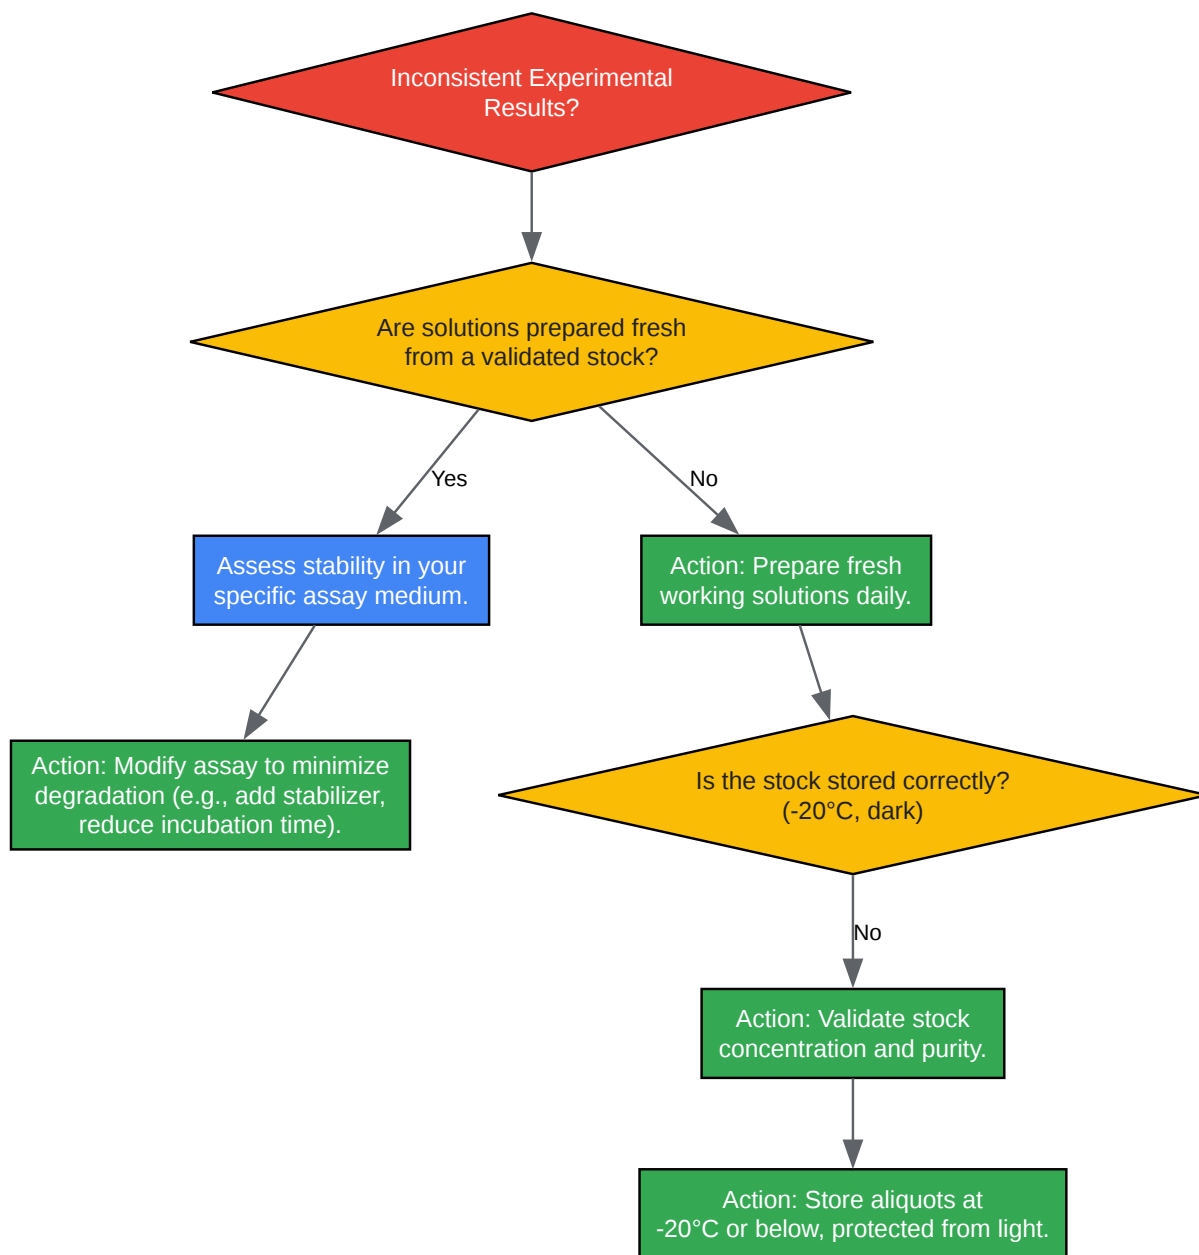 Inconsistent Experimental
Results?
Are solutions prepared fresh
from a validated stock?
Yes
No
Assess stability in your
specific assay medium.
Action: Prepare fresh
working solutions daily.
Action: Modify assay to minimize
degradation (e.g., add stabilizer,
reduce incubation time).
Is the stock stored correctly?
(-20°C, dark)
No
Action: Validate stock
concentration and purity.
Action: Store aliquots at
-20°C or below, protected from light.